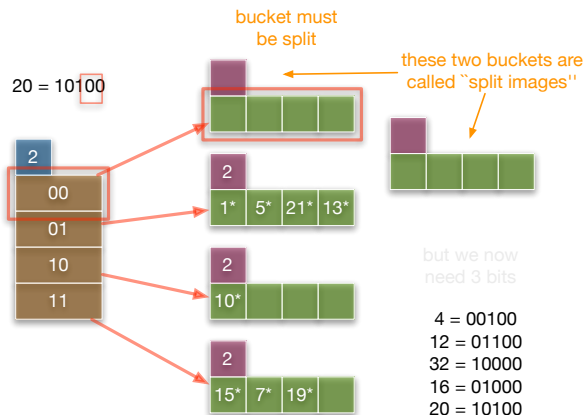 bucket must
be split
these two buckets are
called ``split images''
20 = 10100
2
00
01
10
11
2
1* 5* 21* 13*
2
10*
2
15* 7* 19*
but we now
need 3 bits
4 = 00100
12 = 01100
32 = 10000
16 = 01000
20 = 10100